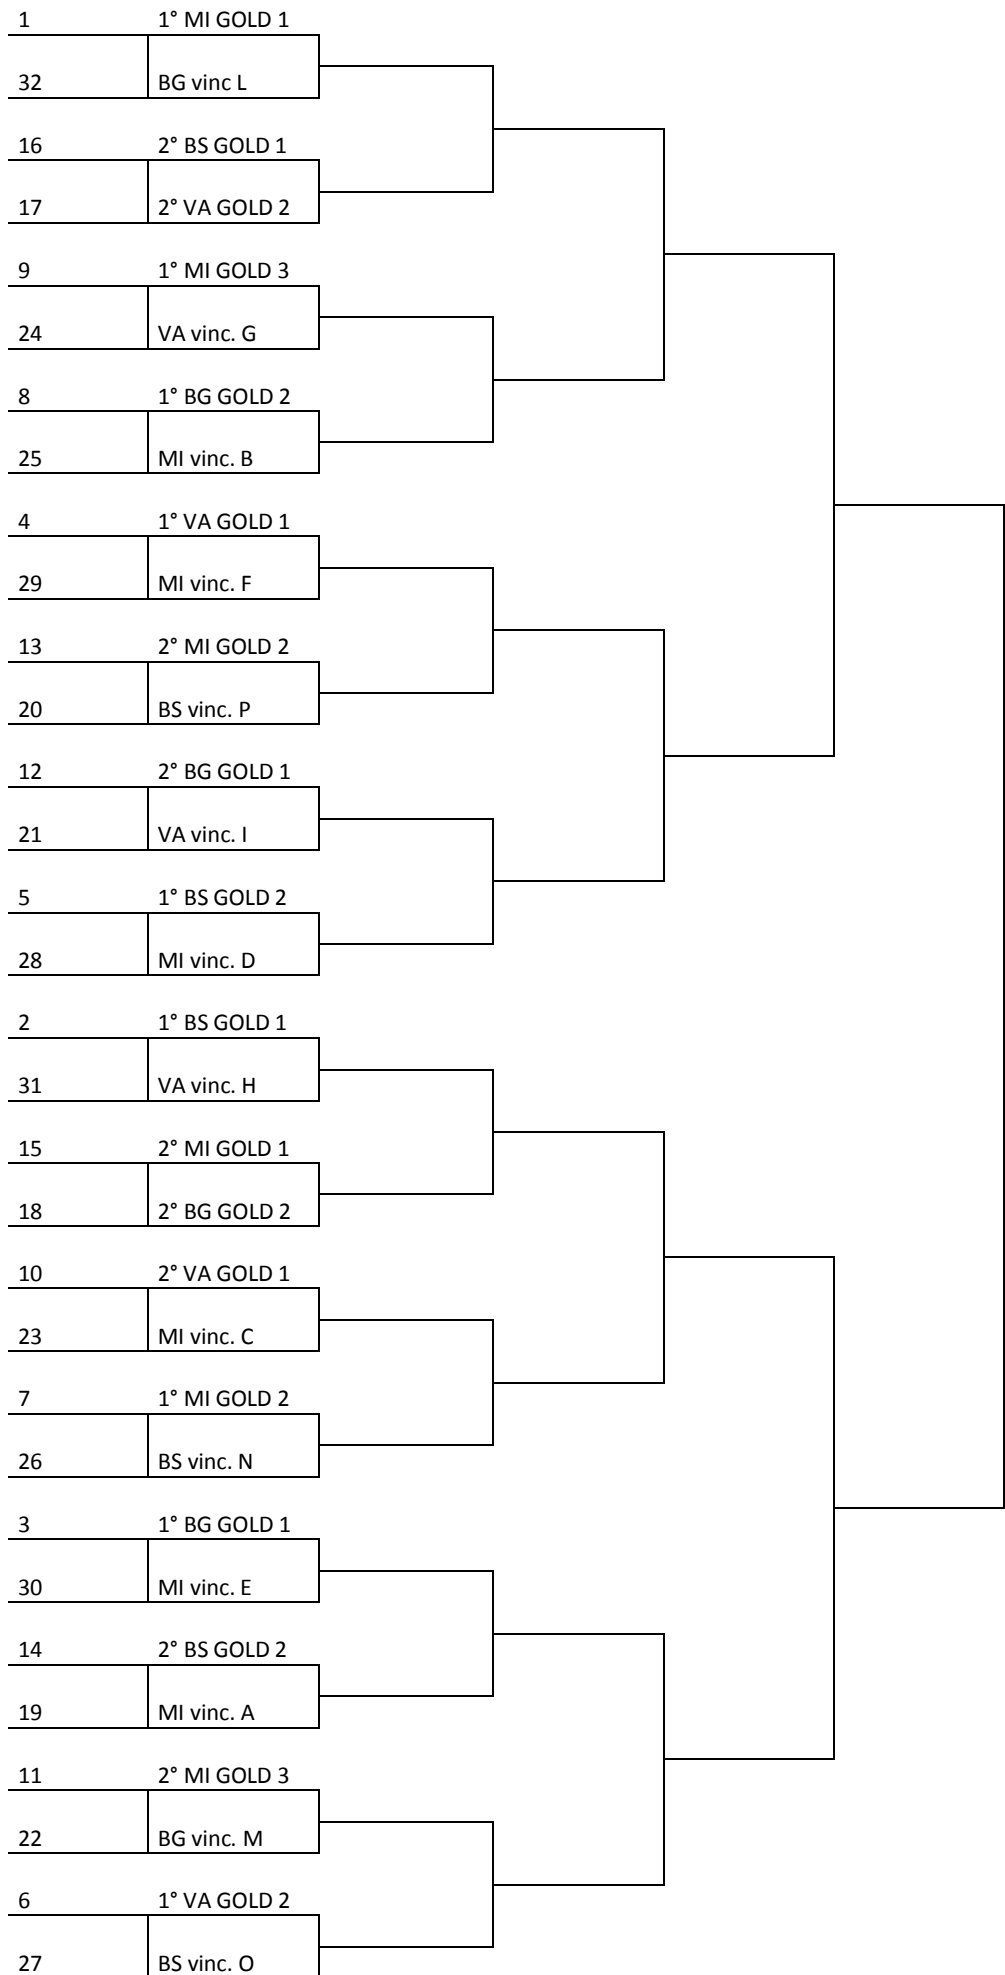 1 1° MI GOLD 1
32 BG vinc L
16 2° BS GOLD 1
17 2° VA GOLD 2
9 1° MI GOLD 3
24 VA vinc. G
8 1° BG GOLD 2
25 MI vinc. B
4 1° VA GOLD 1
29 MI vinc. F
13 2° MI GOLD 2
20 BS vinc. P
12 2° BG GOLD 1
21 VA vinc. I
5 1° BS GOLD 2
28 MI vinc. D
2 1° BS GOLD 1
31 VA vinc. H
15 2° MI GOLD 1
18 2° BG GOLD 2
10 2° VA GOLD 1
23 MI vinc. C
7 1° MI GOLD 2
26 BS vinc. N
3 1° BG GOLD 1
30 MI vinc. E
14 2° BS GOLD 2
19 MI vinc. A
11 2° MI GOLD 3
22 BG vinc. M
6 1° VA GOLD 2
27 BS vinc. O